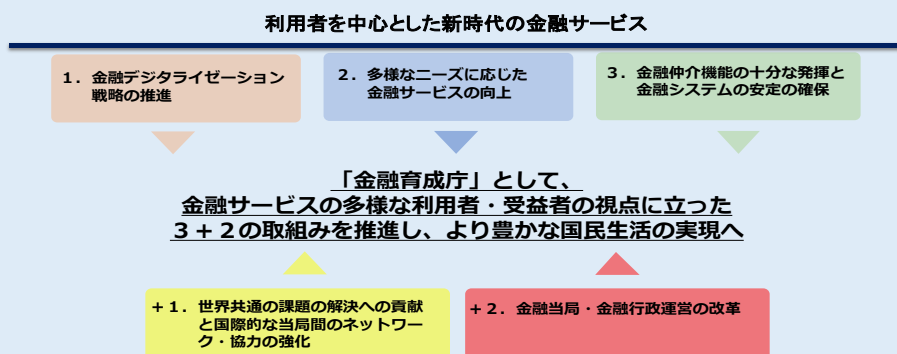 利用者を中心とした新時代の金融サービス
１．金融デジタライゼーション
戦略の推進
２．多様なニーズに応じた
金融サービスの向上
３．金融仲介機能の十分な発揮と
金融システムの安定の確保
「金融育成庁」として、
金融サービスの多様な利用者・受益者の視点に立った
３＋２の取組みを推進し、より豊かな国民生活の実現へ
＋１．世界共通の課題の解決への貢献
と国際的な当局間のネットワー
ク・協力の強化
＋２．金融当局・金融行政運営の改革